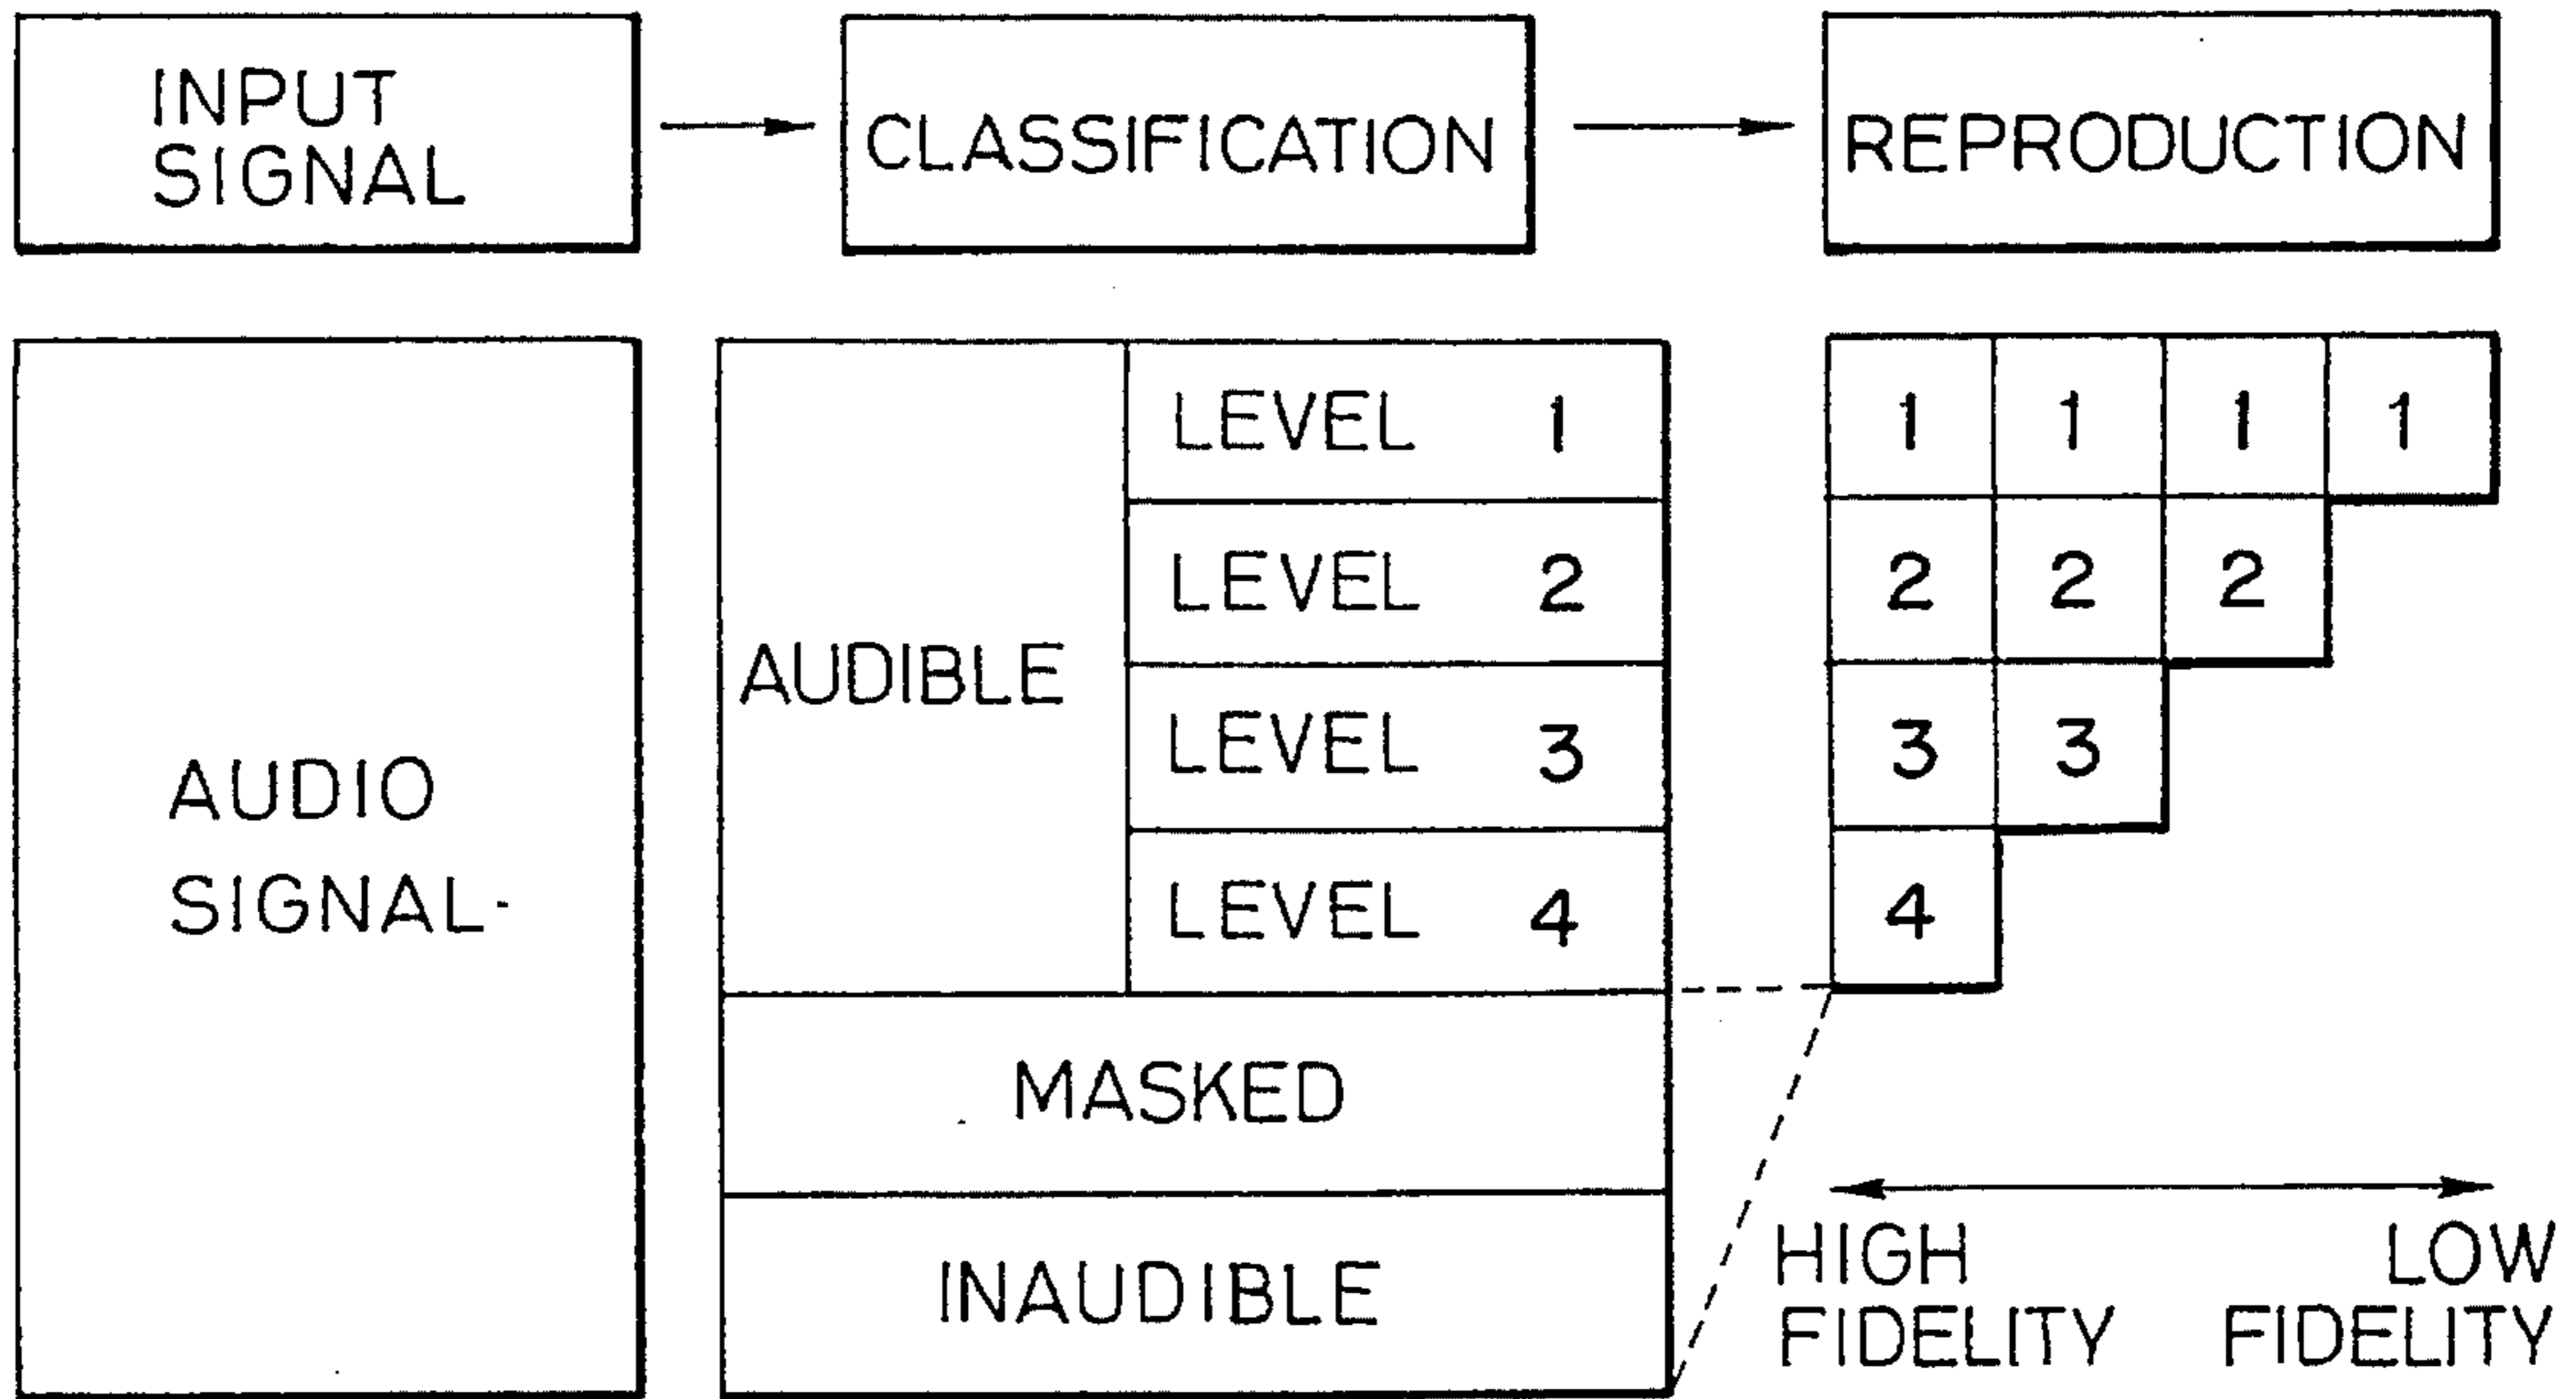 INPUT
SIGNAL
CLASSIFICATION
REPRODUCTION
AUDIO
SIGNAL
AUDIBLE
LEVEL 1
LEVEL 2
LEVEL 3
LEVEL 4
MASKED
INAUDIBLE
1 1 1 1
2 2 2
3 3
4
HIGH
FIDELITY
LOW
FIDELITY